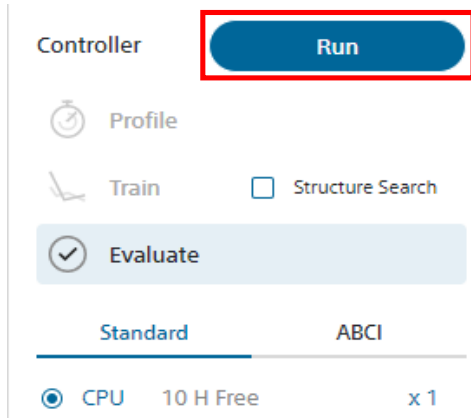 Controller Run
Profile
Train Structure Search
Evaluate
Standard ABCI
CPU 10 H Free x 1